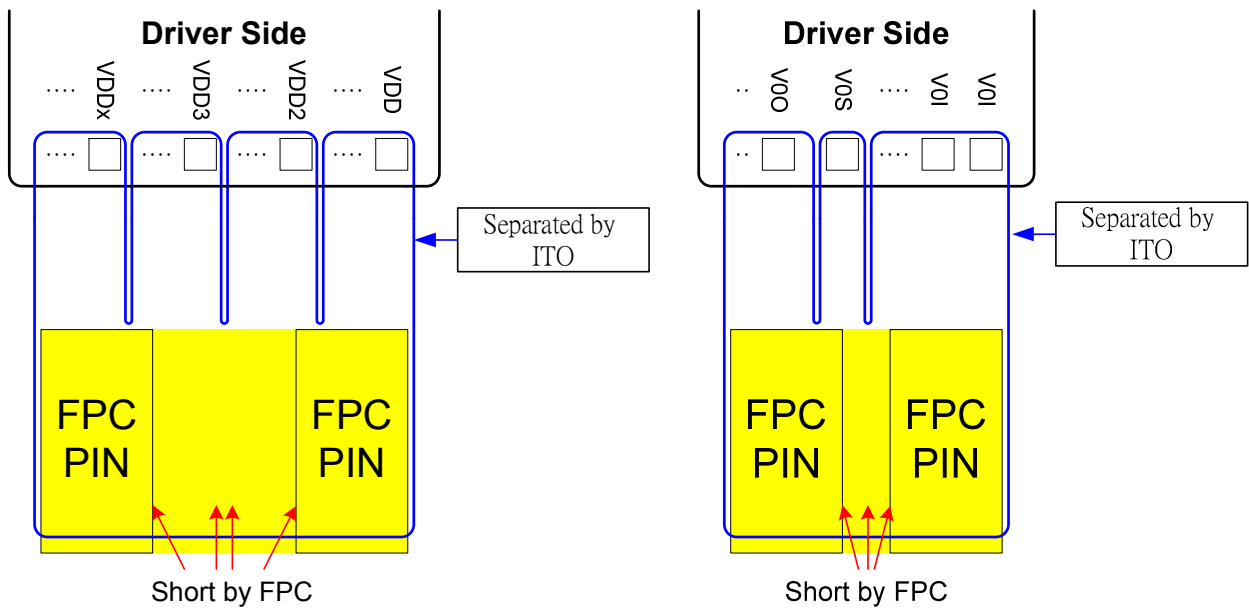 Driver Side
.... VDDx .... VDD3 .... VDD2 .... VDD
.... .... .... ....
Separated by
ITO
FPC
PIN
FPC
PIN
Short by FPC
Driver Side
.. V0O V0S .... V0I V0I
.. ....
Separated by
ITO
FPC
PIN
FPC
PIN
Short by FPC